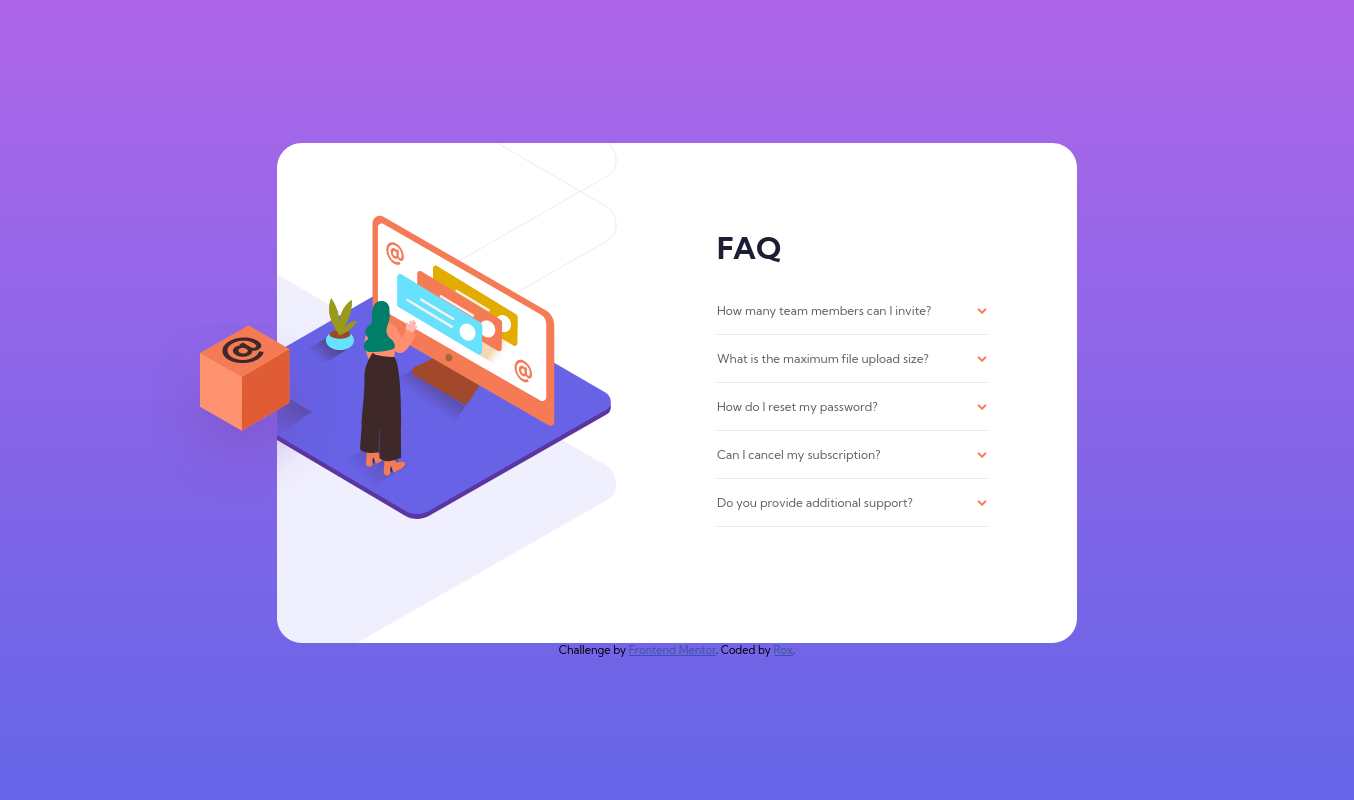 FAQ
How many team members can I invite?
What is the maximum file upload size?
How do I reset my password?
Can I cancel my subscription?
Do you provide additional support?
@
@
@
Challenge by Frontend Mentor. Coded by Rox.